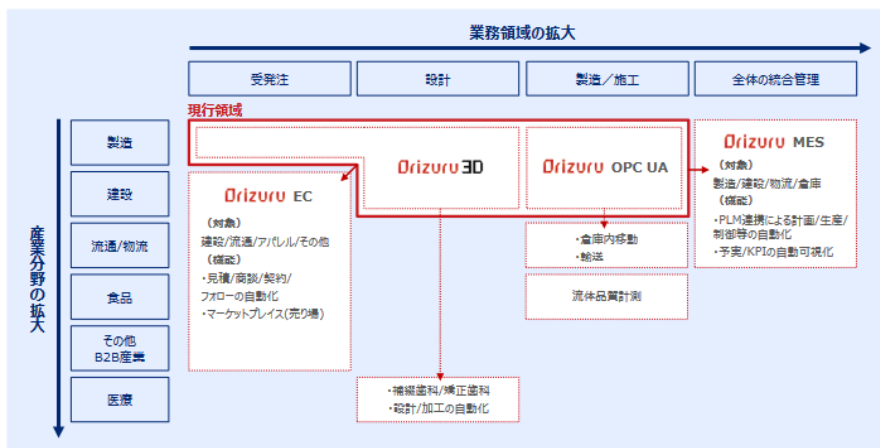 業務領域の拡大
受発注
設計
製造／施工
全体の統合管理
産業分野の拡大
製造
建設
流通/物流
食品
その他
B2B産業
医療
現行領域
Orizuru 3D
Orizuru OPC UA
Orizuru MES
（対象）
製造/建設/物流/倉庫
（機能）
・PLM連携による計画/生産/
制御等の自動化
・予実/KPIの自動可視化
Orizuru EC
（対象）
建設/流通/アパレル/その他
（機能）
・見積/商談/契約/
フォローの自動化
・マーケットプレイス(売り場)
・倉庫内移動
・輸送
流体品質計測
・補綴歯科/矯正歯科
・設計/加工の自動化